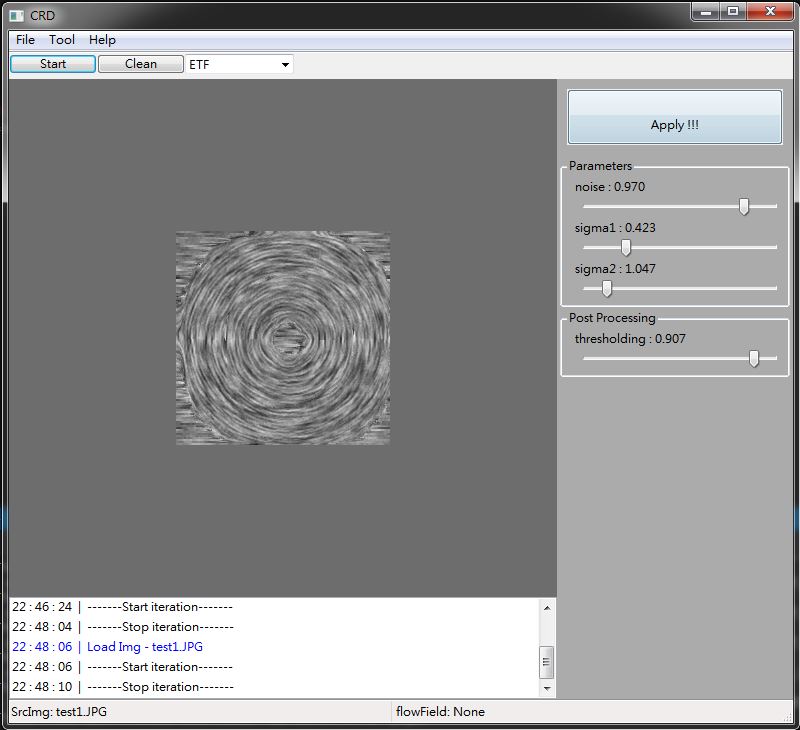 CRD
File Tool Help
Start Clean ETF
Apply !!!
Parameters
noise : 0.970
sigma1 : 0.423
sigma2 : 1.047
Post Processing
thresholding : 0.907
22 : 46 : 24 | -------Start iteration-------
22 : 48 : 04 | -------Stop iteration-------
22 : 48 : 06 | Load Img - test1.JPG
22 : 48 : 06 | -------Start iteration-------
22 : 48 : 10 | -------Stop iteration-------
SrcImg: test1.JPG flowField: None